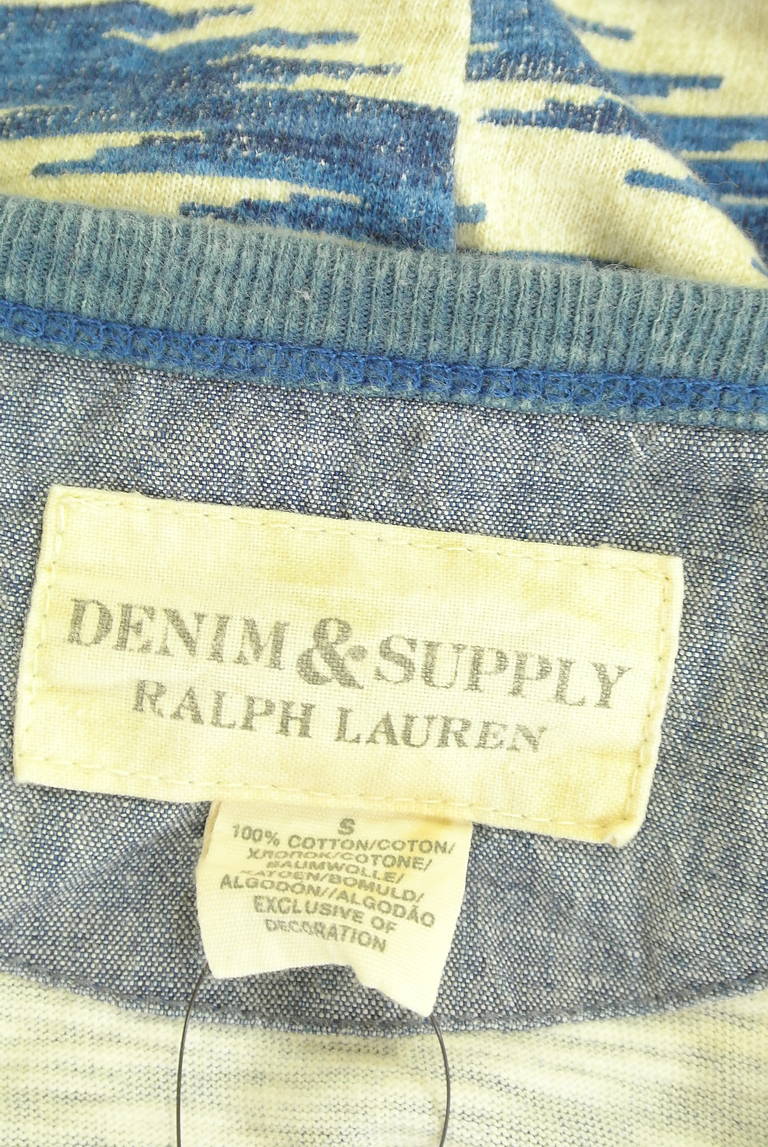 DENIM & SUPPLY
RALPH LAUREN
S
100% COTTON/COTON/
ХЛОПОК/COTONE/
BAUMWOLLE/
KATOEN/BOMULD/
ALGODÓN//ALGODÃO
EXCLUSIVE OF
DECORATION